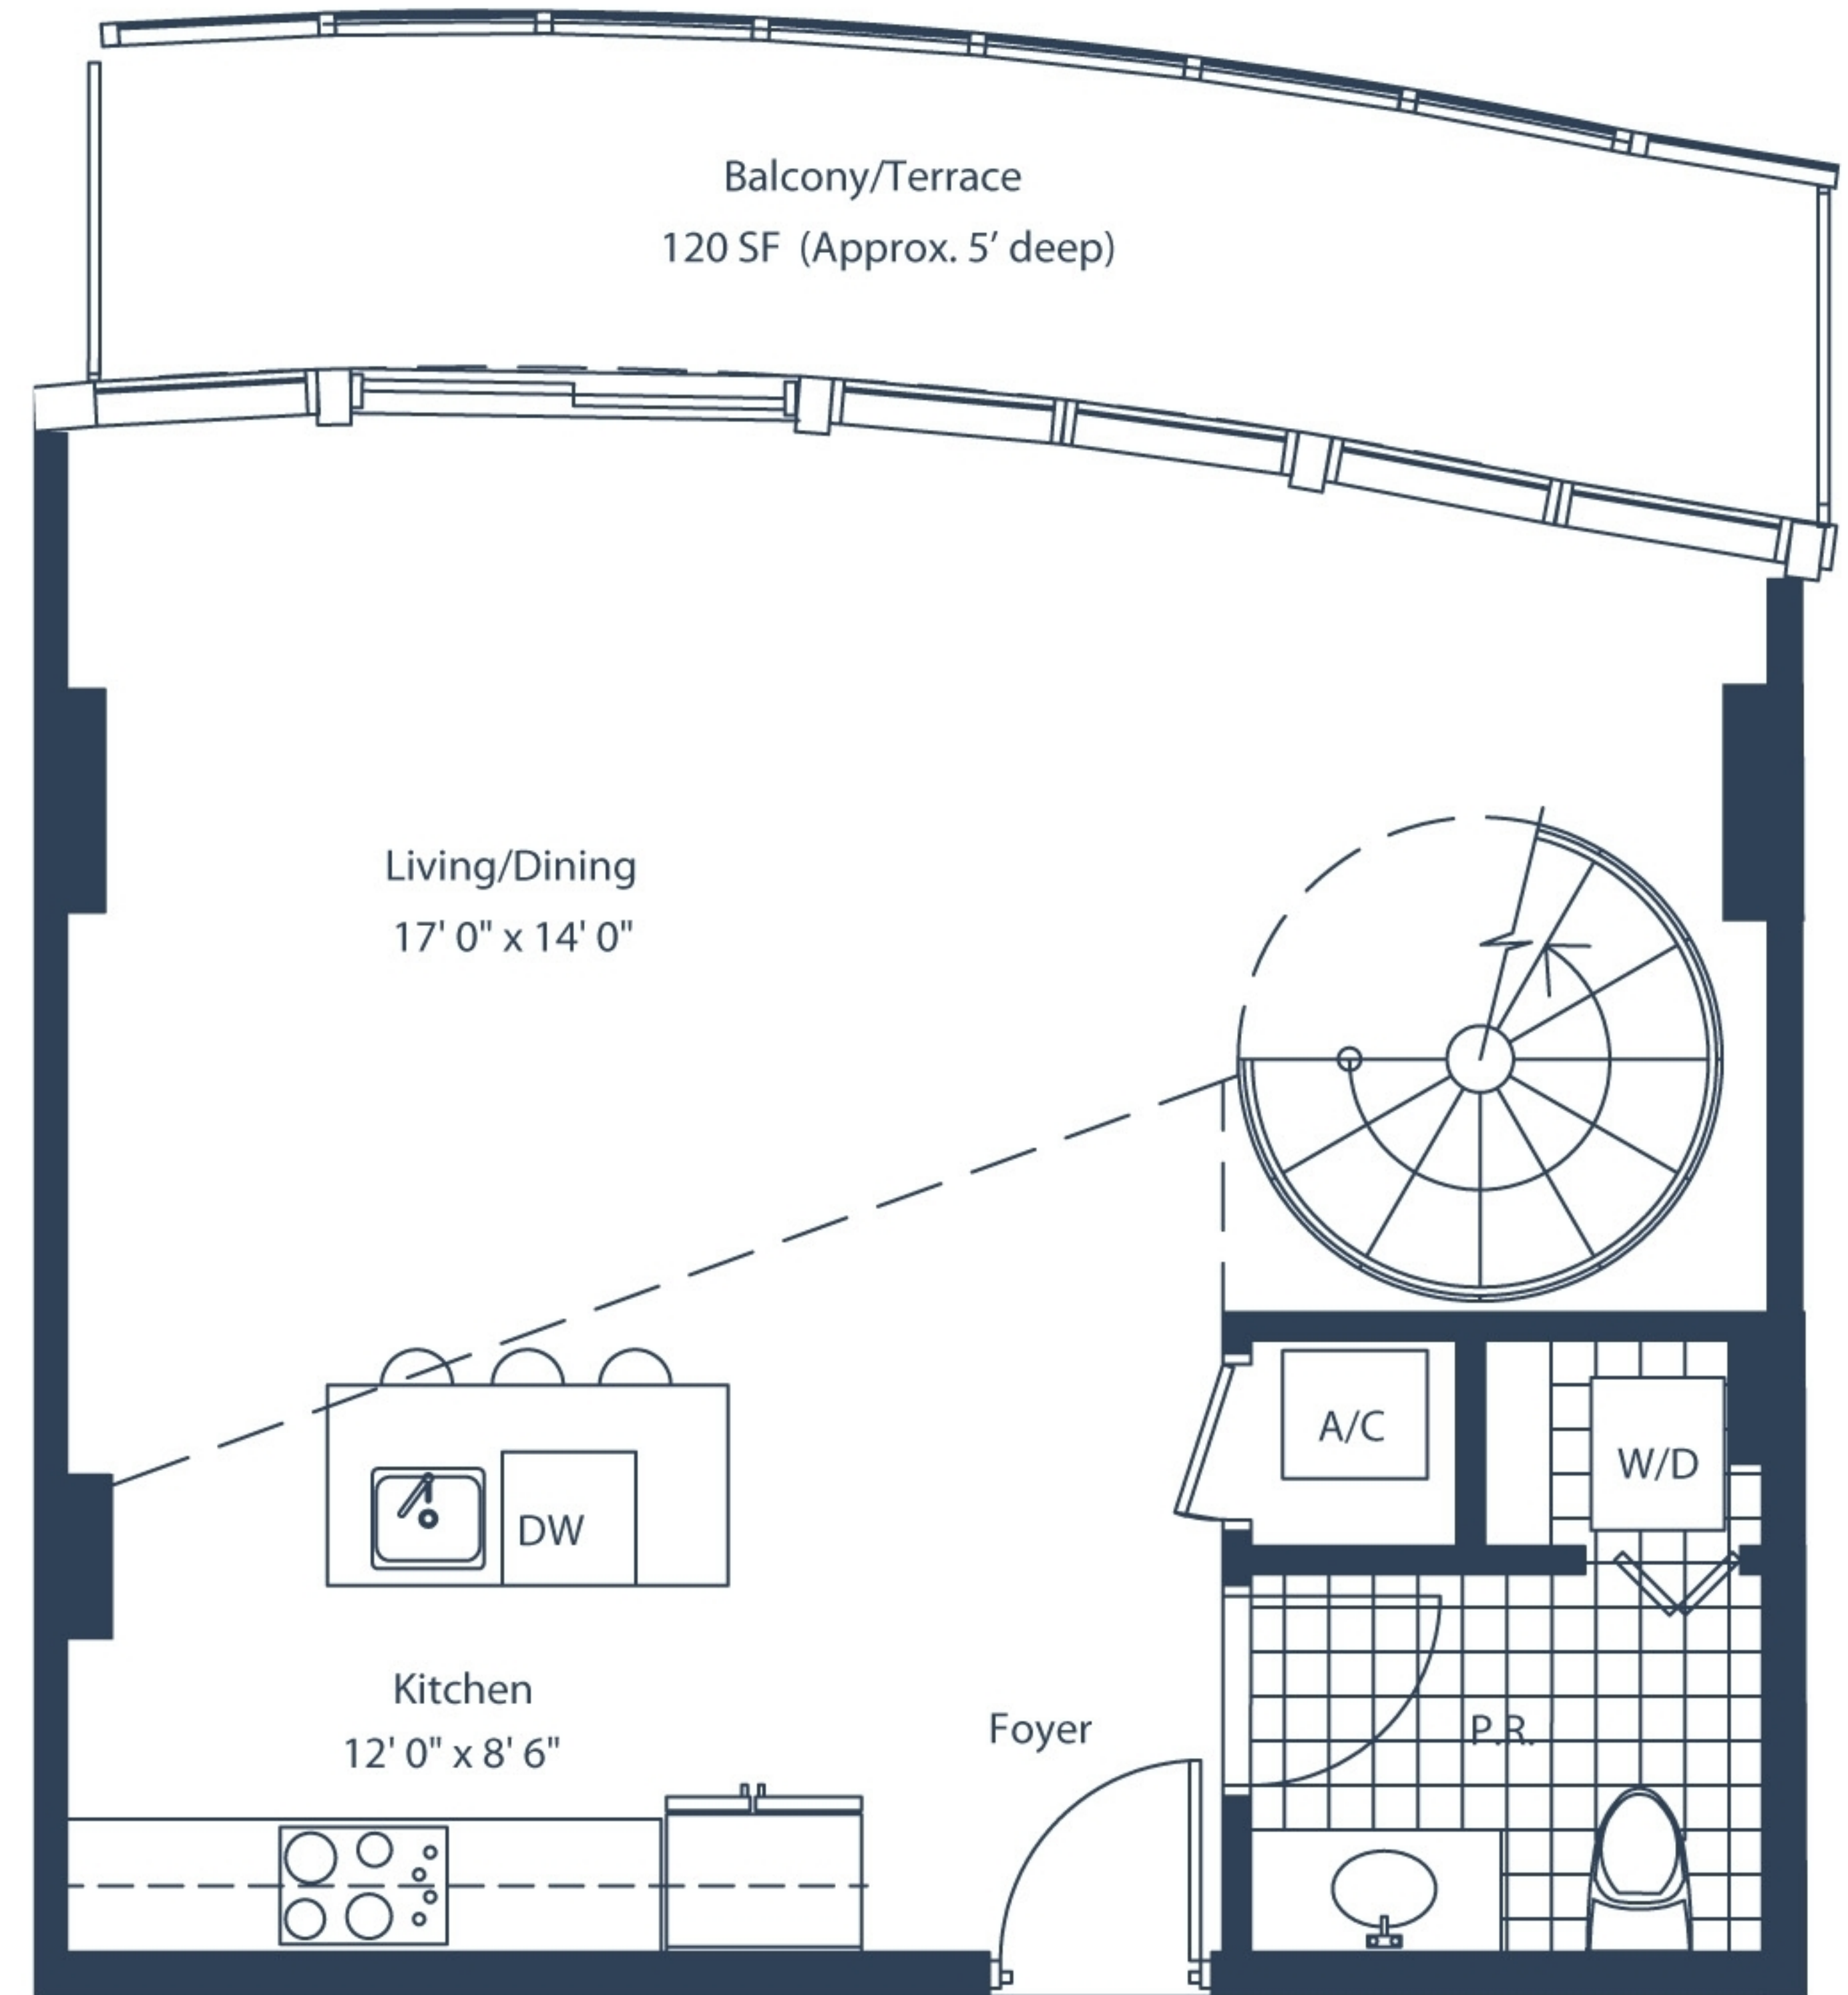 Balcony/Terrace
120 SF (Approx. 5’ deep)
Living/Dining
17' 0" x 14' 0"
A/C
W/D
DW
Kitchen
12' 0" x 8' 6"
Foyer
P.R.